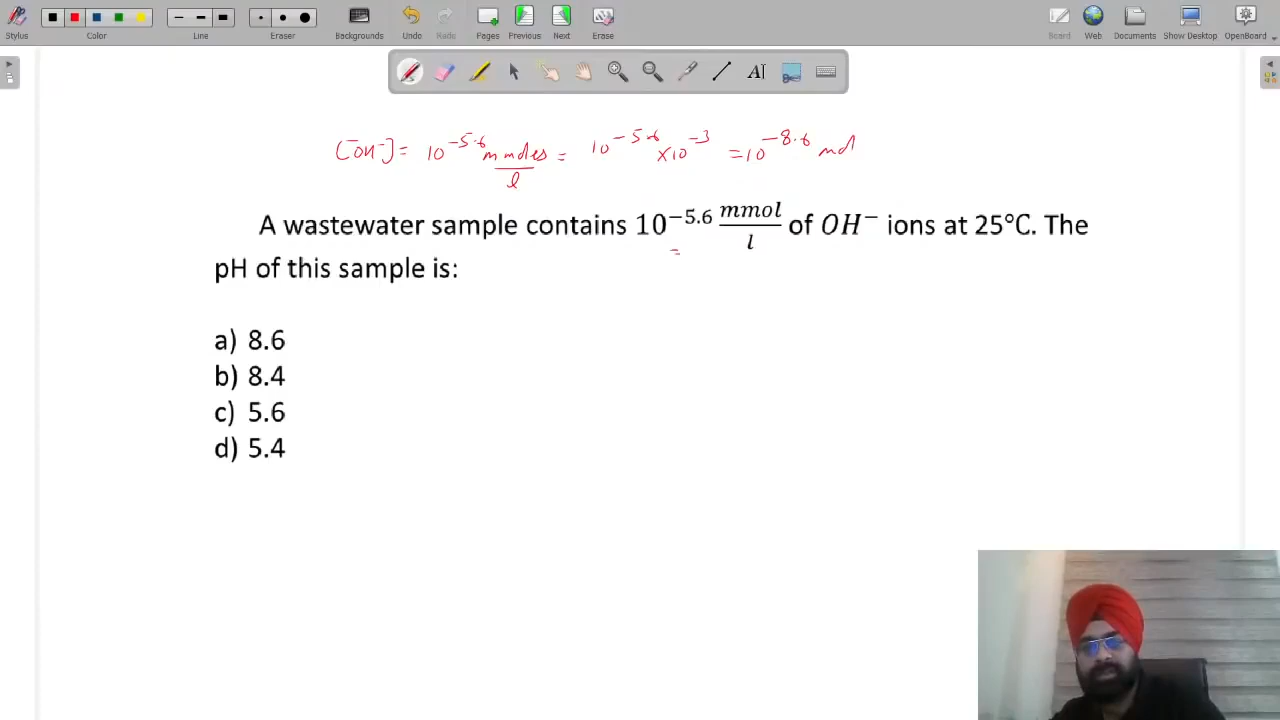 Stylus Color Line Eraser Backgrounds Undo Redo Pages Previous Next Erase Board Web Documents Show Desktop OpenBoard
[OH⁻] = 10^-5.6 mmoles/l = 10^-5.6 × 10^-3 = 10^-8.6 mol
A wastewater sample contains 10^−5.6 mmol/l of OH⁻ ions at 25°C. The
pH of this sample is:
a) 8.6
b) 8.4
c) 5.6
d) 5.4